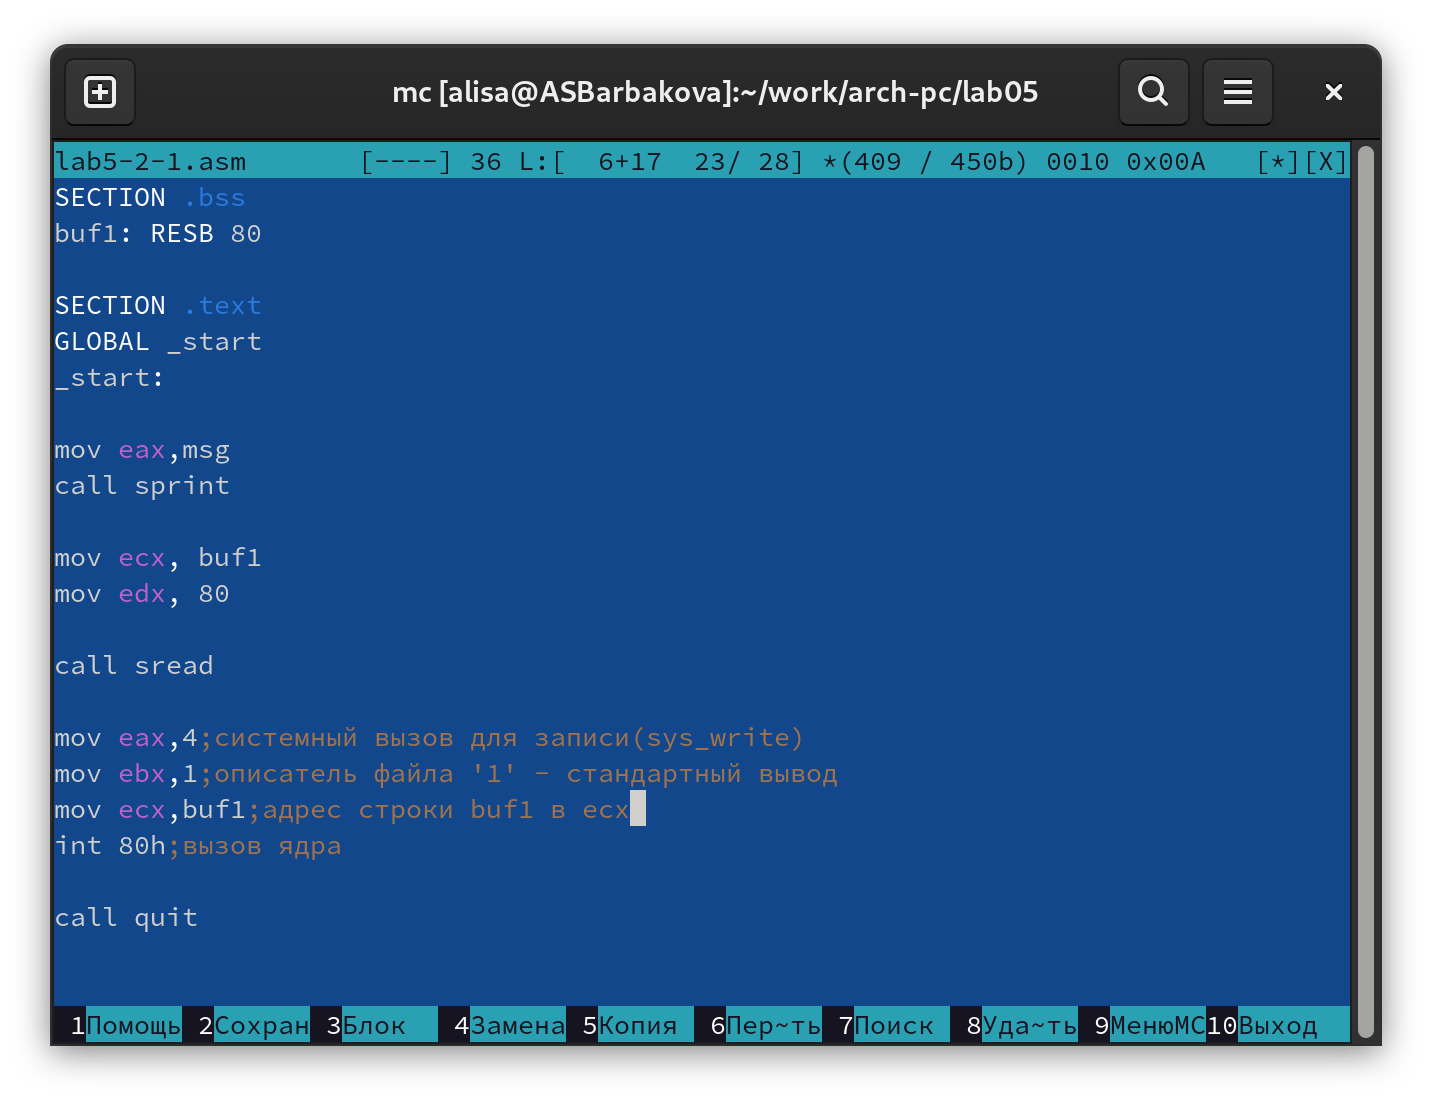 mc [alisa@ASBarbakova]:~/work/arch-pc/lab05
lab5-2-1.asm [----] 36 L:[ 6+17 23/ 28] *(409 / 450b) 0010 0x00A [*][X]
SECTION .bss
buf1: RESB 80
SECTION .text
GLOBAL _start
_start:
mov eax,msg
call sprint
mov ecx, buf1
mov edx, 80
call sread
mov eax,4;системный вызов для записи(sys_write)
mov ebx,1;описатель файла '1' - стандартный вывод
mov ecx,buf1;адрес строки buf1 в ecx
int 80h;вызов ядра
call quit
1Помощь 2Сохран 3Блок 4Замена 5Копия 6Пер~ть 7Поиск 8Уда~ть 9МенюMC10Выход